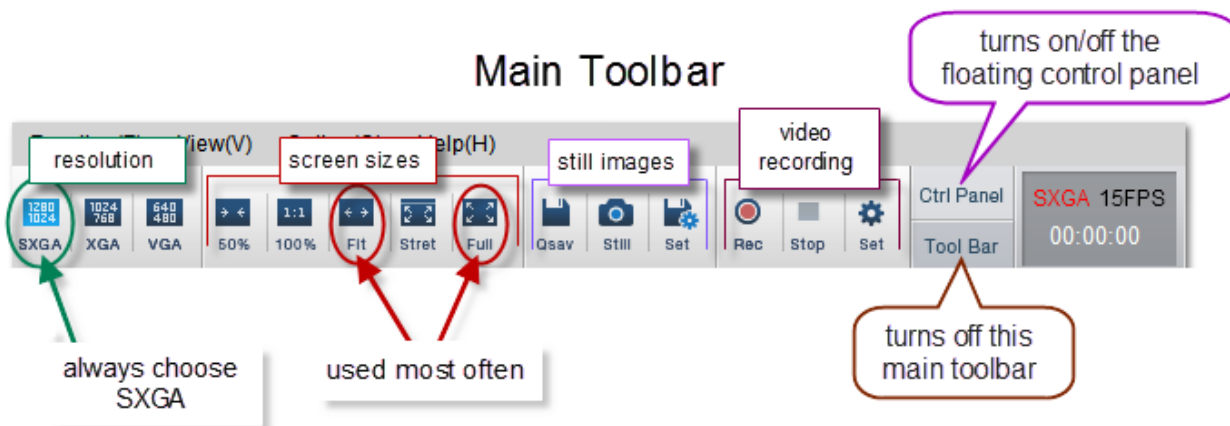 turns on/off the
floating control panel
Main Toolbar
View(V)
Help(H)
resolution
screen sizes
still images
video
recording
1280
1024
1024
768
640
480
1:1
SXGA
XGA
VGA
50%
100%
Fit
Stret
Full
Qsav
Still
Set
Rec
Stop
Set
Ctrl Panel
Tool Bar
SXGA 15FPS
00:00:00
always choose
SXGA
used most often
turns off this
main toolbar